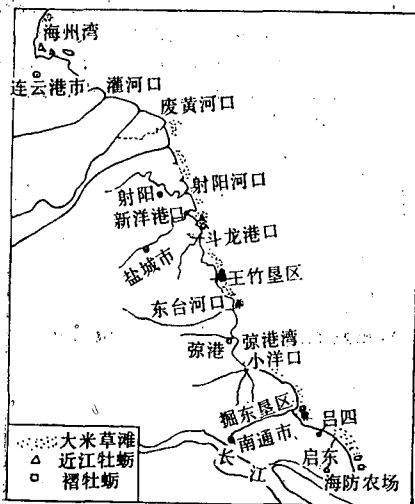 海州湾
连云港市
灌河口
废黄河口
射阳
射阳河口
新洋港口
斗龙港口
盐城市
王竹垦区
东台河口
弶港
弶港湾
小洋口
掘东垦区
吕四
南通市
长江
启东
海防农场
大米草滩
近江牡蛎
褶牡蛎